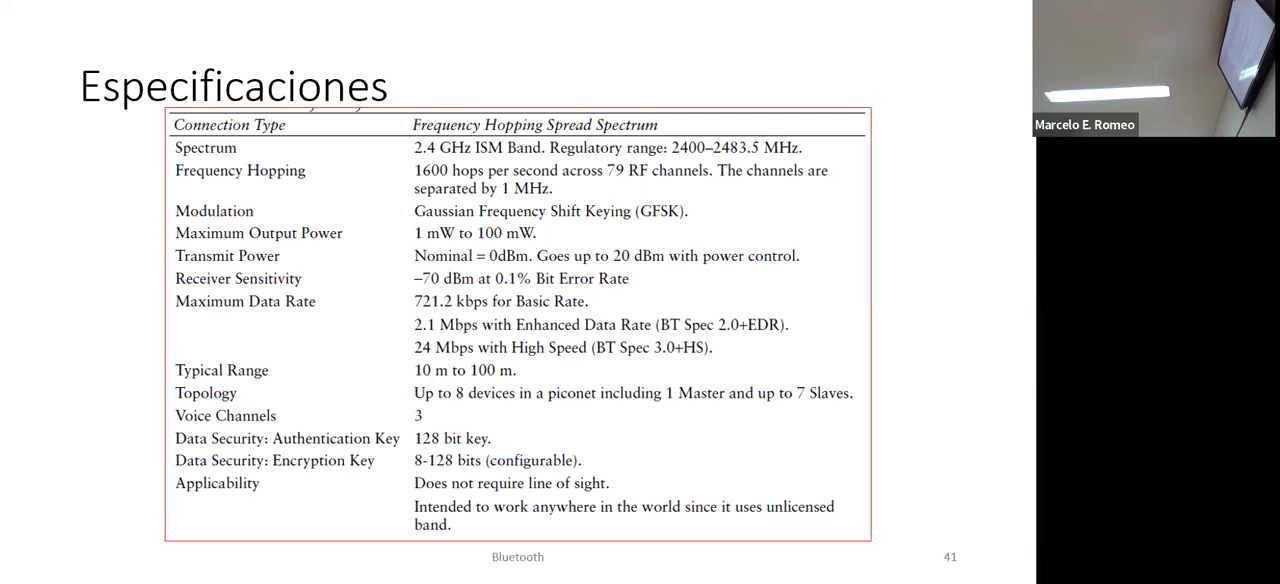 Especificaciones
Connection Type Frequency Hopping Spread Spectrum
Spectrum 2.4 GHz ISM Band. Regulatory range: 2400–2483.5 MHz.
Frequency Hopping 1600 hops per second across 79 RF channels. The channels are
separated by 1 MHz.
Modulation Gaussian Frequency Shift Keying (GFSK).
Maximum Output Power 1 mW to 100 mW.
Transmit Power Nominal = 0dBm. Goes up to 20 dBm with power control.
Receiver Sensitivity –70 dBm at 0.1% Bit Error Rate
Maximum Data Rate 721.2 kbps for Basic Rate.
2.1 Mbps with Enhanced Data Rate (BT Spec 2.0+EDR).
24 Mbps with High Speed (BT Spec 3.0+HS).
Typical Range 10 m to 100 m.
Topology Up to 8 devices in a piconet including 1 Master and up to 7 Slaves.
Voice Channels 3
Data Security: Authentication Key 128 bit key.
Data Security: Encryption Key 8-128 bits (configurable).
Applicability Does not require line of sight.
Intended to work anywhere in the world since it uses unlicensed
band.
Bluetooth 41
Marcelo E. Romeo